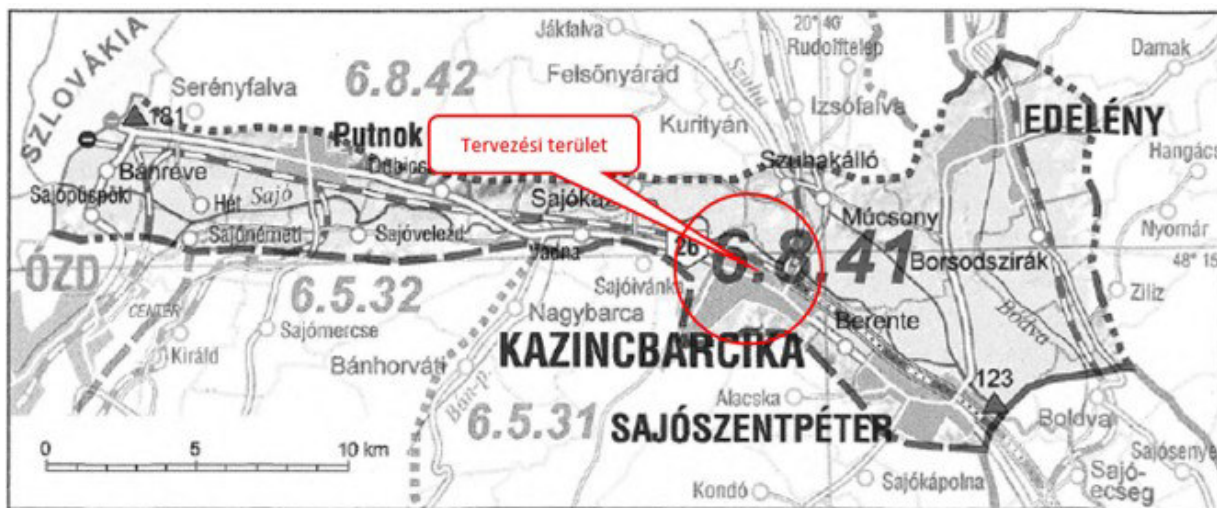 Jákfalva
20° 40'
Rudolftelep
Damak
SZLOVÁKIA
Serényfalva
6.8.42
Felsőnyárád
Szuha
Izsófalva
181
Putnok
Tervezési terület
Kurityán
EDELÉNY
Hangács
Bánréve
Szuhakálló
Sajópüspöki
Hét
Sajó
Múcsony
Nyomár
Sajónémeti
Sajóvelezd
Vadna
26
6.8.41
48° 15'
ÓZD
6.5.32
Sajóivánka
Borsodszirák
Ziliz
CENTER
Sajómercse
Nagybarca
Berente
Bódva
Királd
Bánhorváti
KAZINCBARCIKA
Bán-p.
123
Alacska
Boldva
0
5
10 km
6.5.31
SAJÓSZENTPÉTER
Kondó
Sajókápolna
Sajó-
ecseg